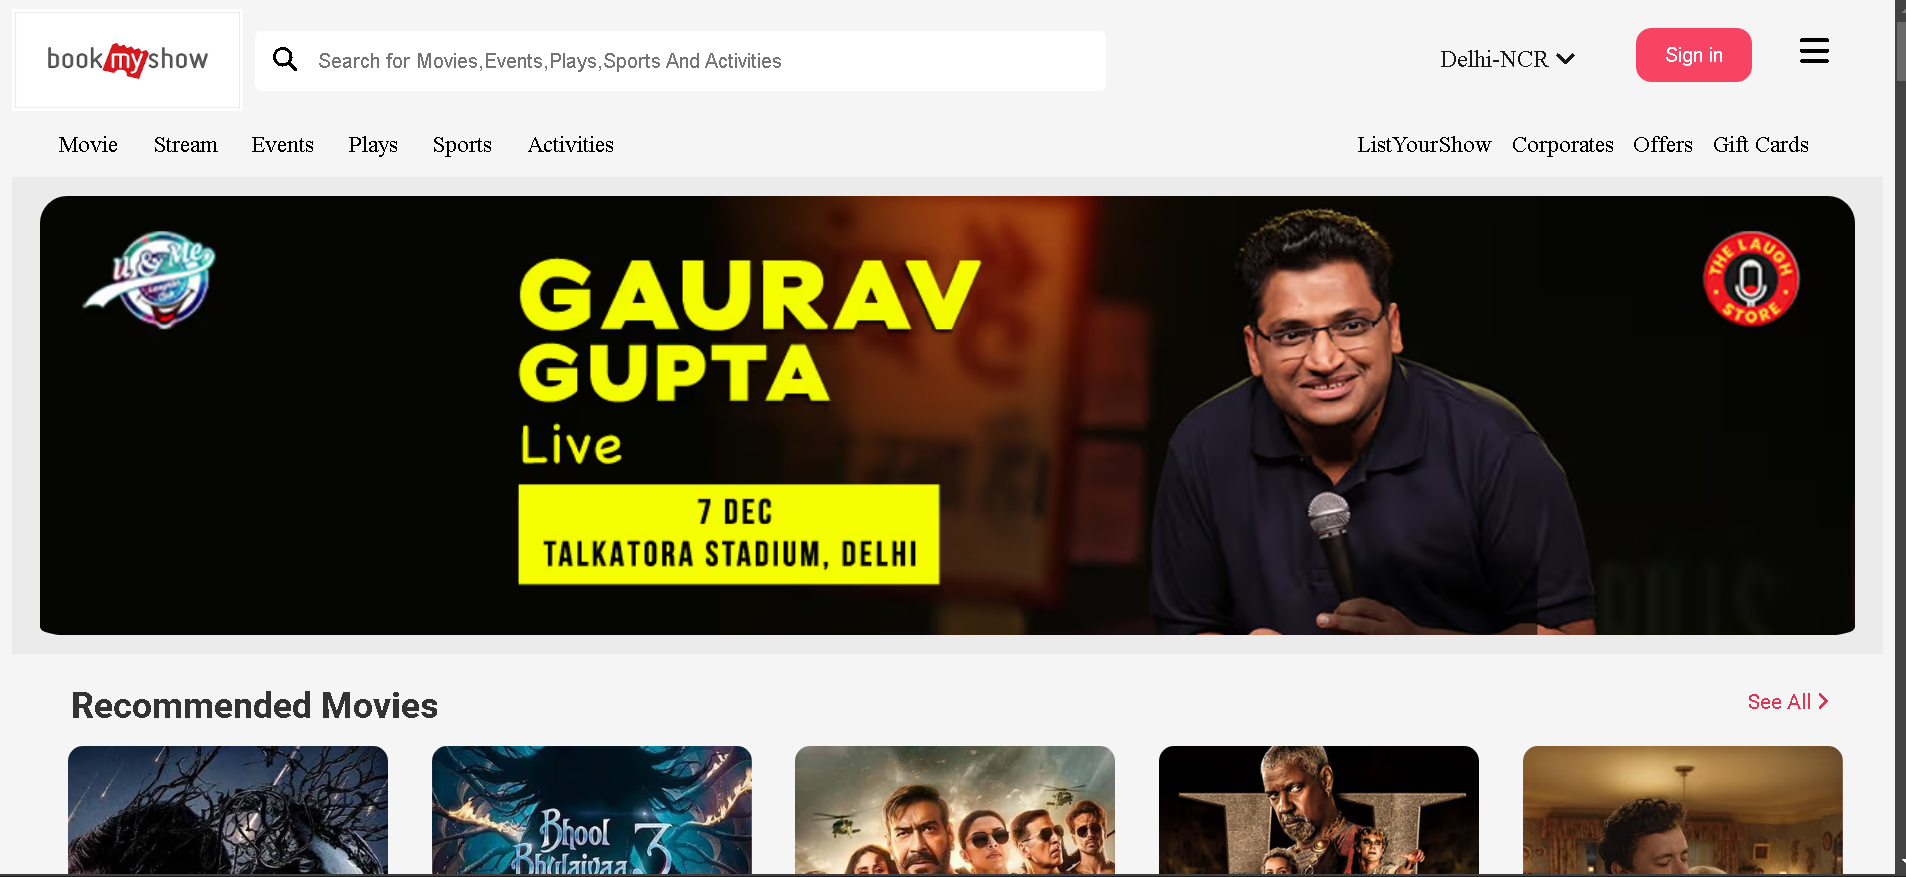 bookmyshow
Search for Movies,Events,Plays,Sports And Activities
Delhi-NCR
Sign in
Movie Stream Events Plays Sports Activities
ListYourShow Corporates Offers Gift Cards
U & Me
THE LAUGH STORE
GAURAV
GUPTA
Live
7 DEC
TALKATORA STADIUM, DELHI
Recommended Movies
See All
Bhool
Bhulaiyaa 3